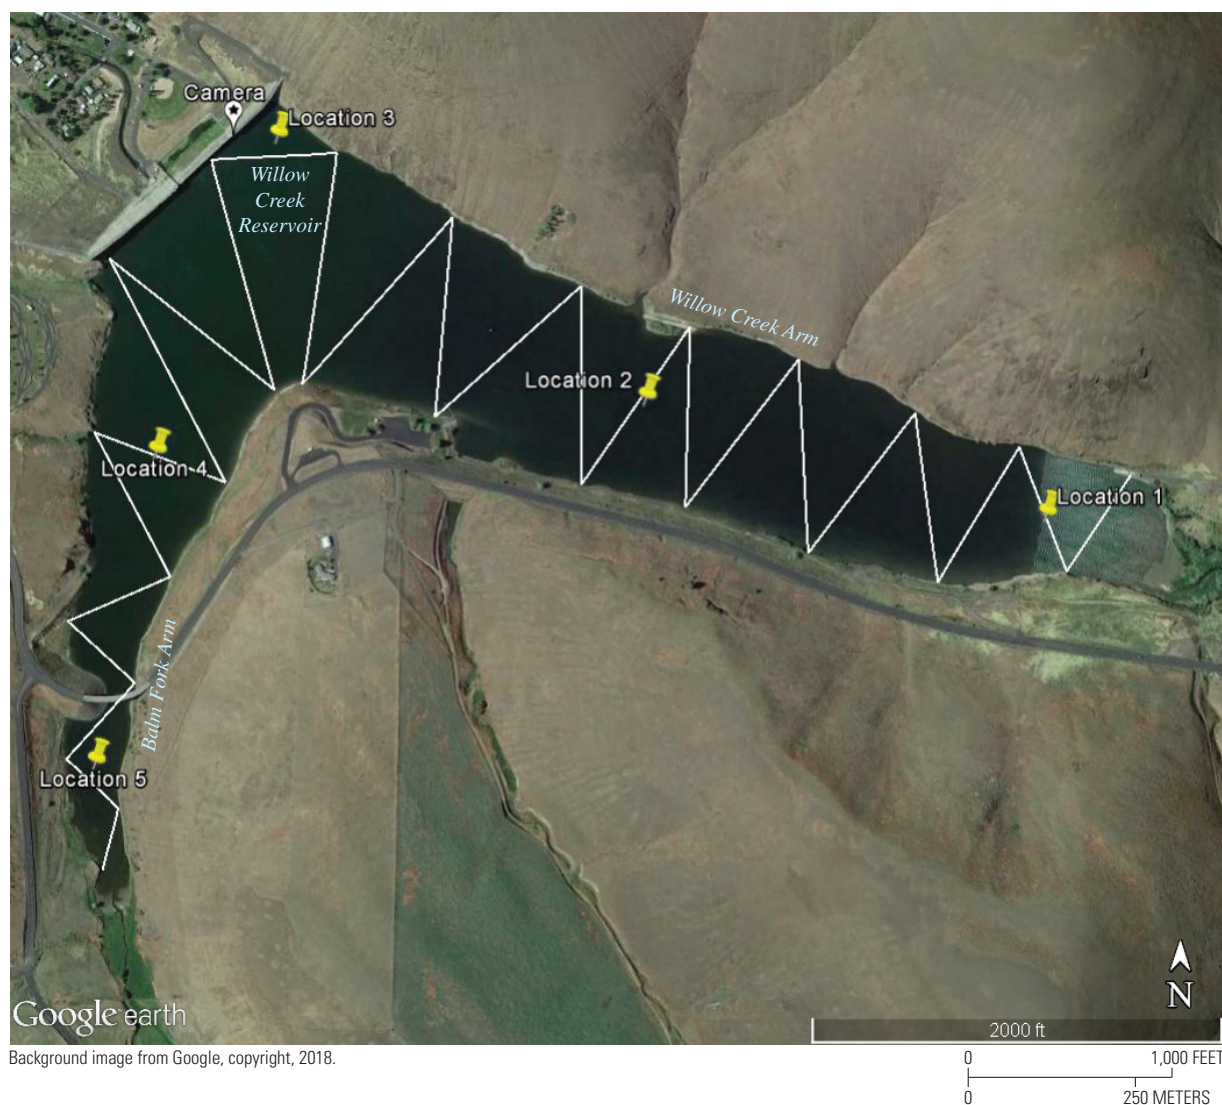 Camera
Location 3
Willow
Creek
Reservoir
Willow Creek Arm
Location 2
Location 4
Location 1
Balm Fork Arm
Location 5
N
Google earth
2000 ft
Background image from Google, copyright, 2018.
0
1,000 FEET
0
250 METERS